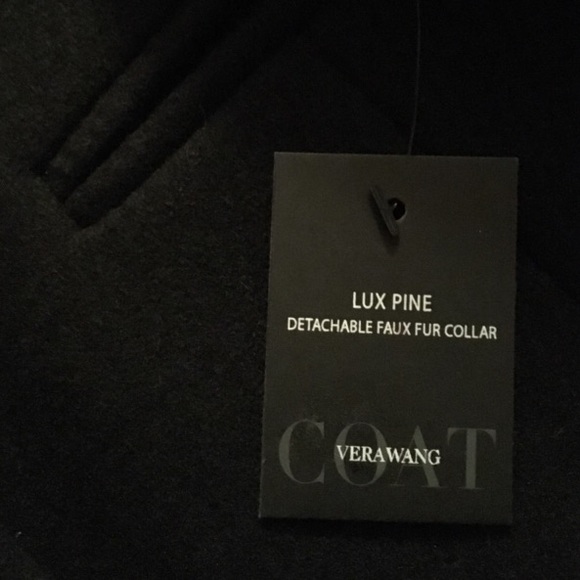 LUX PINE
DETACHABLE FAUX FUR COLLAR
COAT
VERAWANG